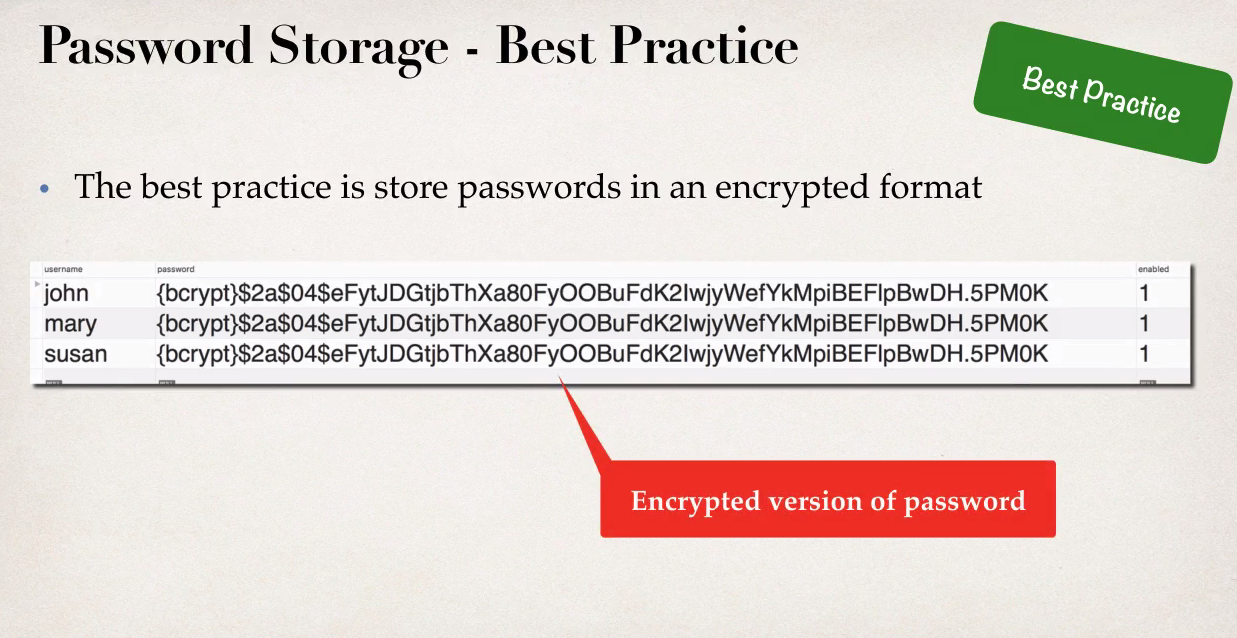 Password Storage - Best Practice
Best Practice
• The best practice is store passwords in an encrypted format
username password enabled
john {bcrypt}$2a$04$eFytJDGtjbThXa80FyOOBuFdK2IwjyWefYkMpiBEFlpBwDH.5PM0K 1
mary {bcrypt}$2a$04$eFytJDGtjbThXa80FyOOBuFdK2IwjyWefYkMpiBEFlpBwDH.5PM0K 1
susan {bcrypt}$2a$04$eFytJDGtjbThXa80FyOOBuFdK2IwjyWefYkMpiBEFlpBwDH.5PM0K 1
Encrypted version of password